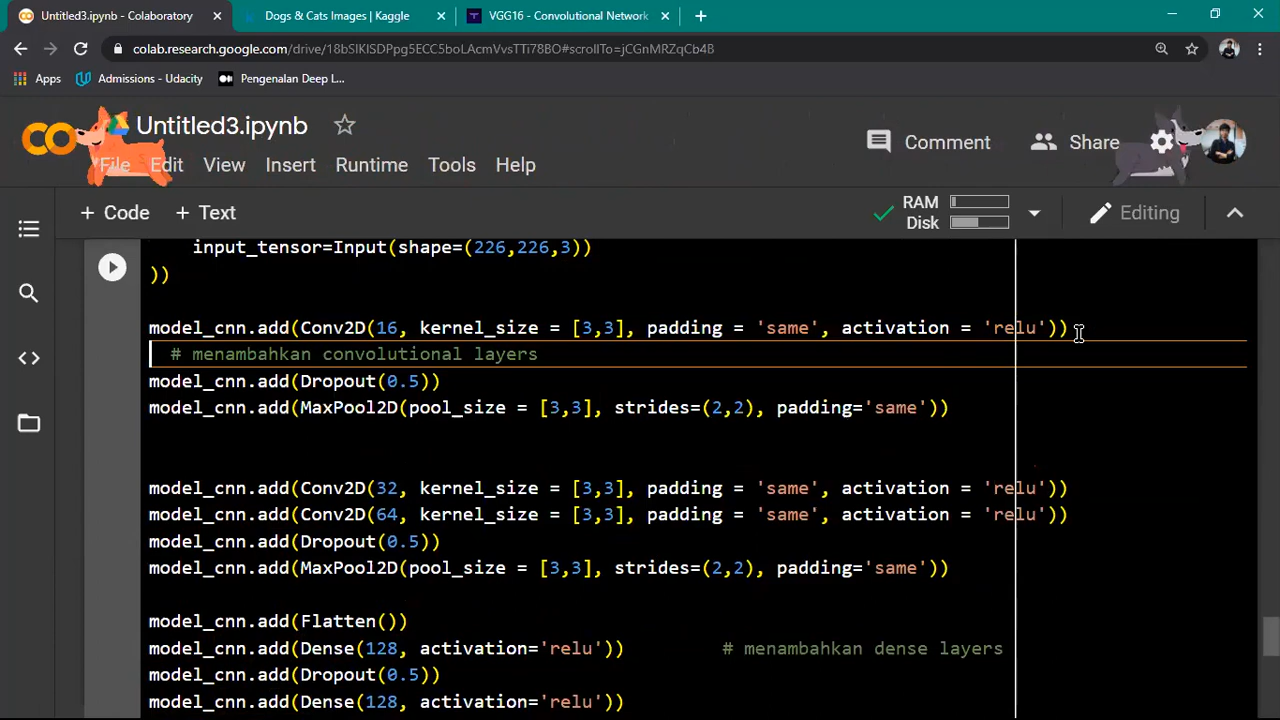 Untitled3.ipynb - Colaboratory
Dogs & Cats Images | Kaggle
VGG16 - Convolutional Network
colab.research.google.com/drive/18bSlKISDPpg5ECC5boLAcmVvsTTi78BO#scrollTo=jCGnMRZqCb4B
Apps
Admissions - Udacity
Pengenalan Deep L...
Untitled3.ipynb
Comment
Share
File
Edit
View
Insert
Runtime
Tools
Help
+ Code
+ Text
RAM
Disk
Editing
input_tensor=Input(shape=(226,226,3))
))
model_cnn.add(Conv2D(16, kernel_size = [3,3], padding = 'same', activation = 'relu'))
# menambahkan convolutional layers
model_cnn.add(Dropout(0.5))
model_cnn.add(MaxPool2D(pool_size = [3,3], strides=(2,2), padding='same'))
model_cnn.add(Conv2D(32, kernel_size = [3,3], padding = 'same', activation = 'relu'))
model_cnn.add(Conv2D(64, kernel_size = [3,3], padding = 'same', activation = 'relu'))
model_cnn.add(Dropout(0.5))
model_cnn.add(MaxPool2D(pool_size = [3,3], strides=(2,2), padding='same'))
model_cnn.add(Flatten())
model_cnn.add(Dense(128, activation='relu')) # menambahkan dense layers
model_cnn.add(Dropout(0.5))
model_cnn.add(Dense(128, activation='relu'))